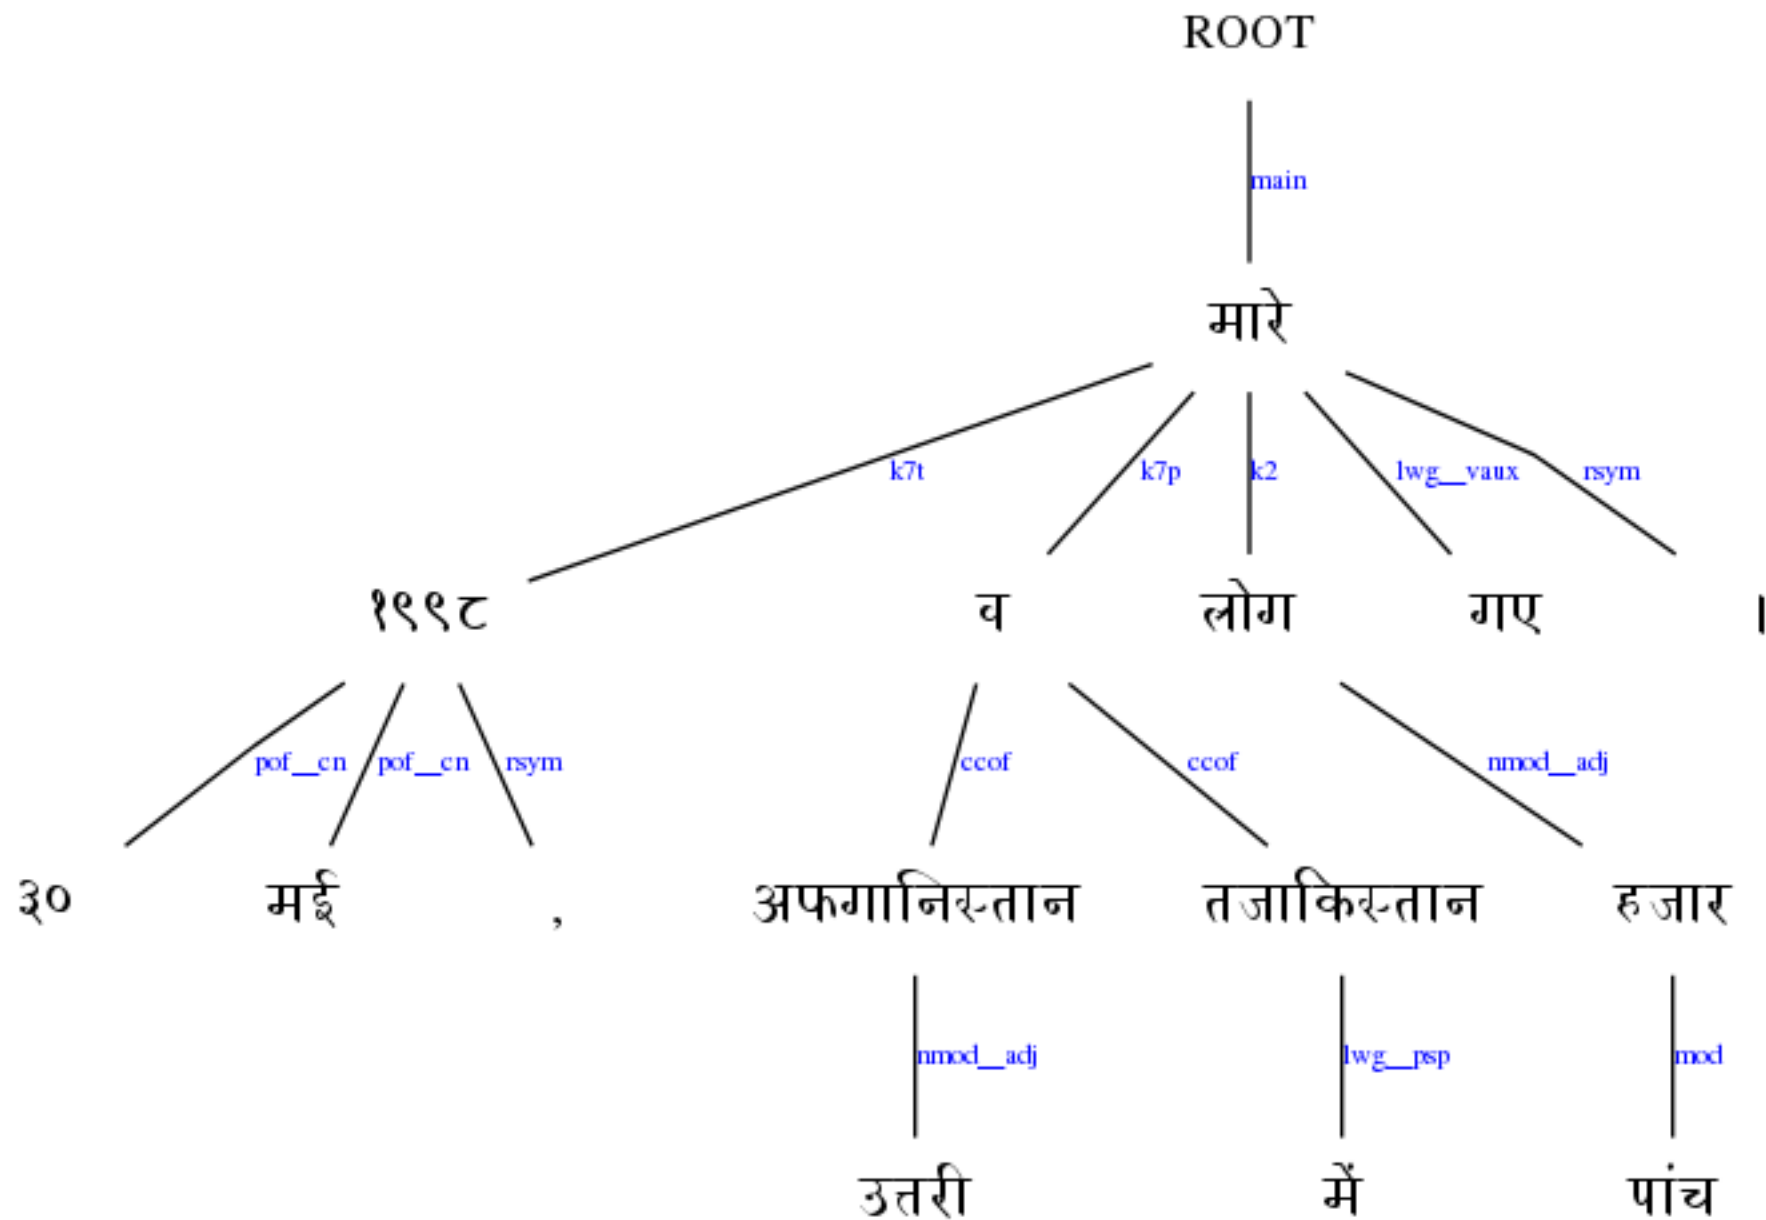 ROOT
main
मारे
k7t k7p k2 lwg__vaux rsym
१९९८ व लोग गए ।
pof__cn pof__cn rsym ccof ccof nmod__adj
३० मई , अफगानिस्तान तजाकिस्तान हजार
nmod__adj lwg__psp mod
उत्तरी में पांच